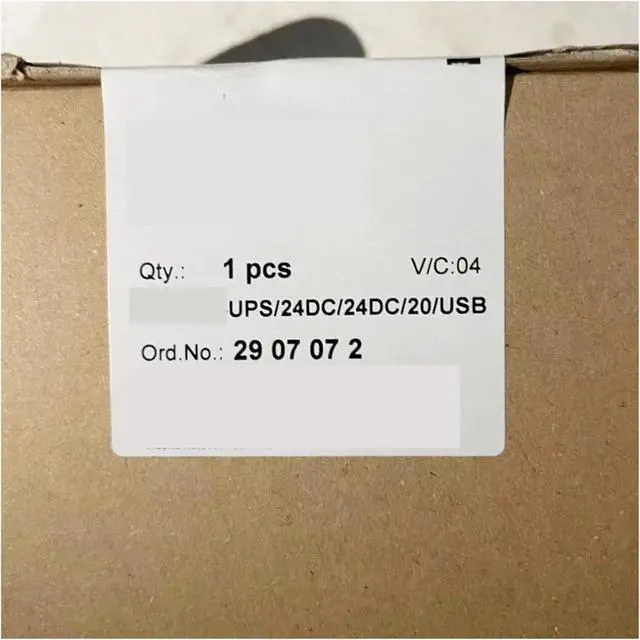 Qty.: 1 pcs V/C:04
-UPS/24DC/24DC/20/USB
Ord.No.: 29 07 07 2